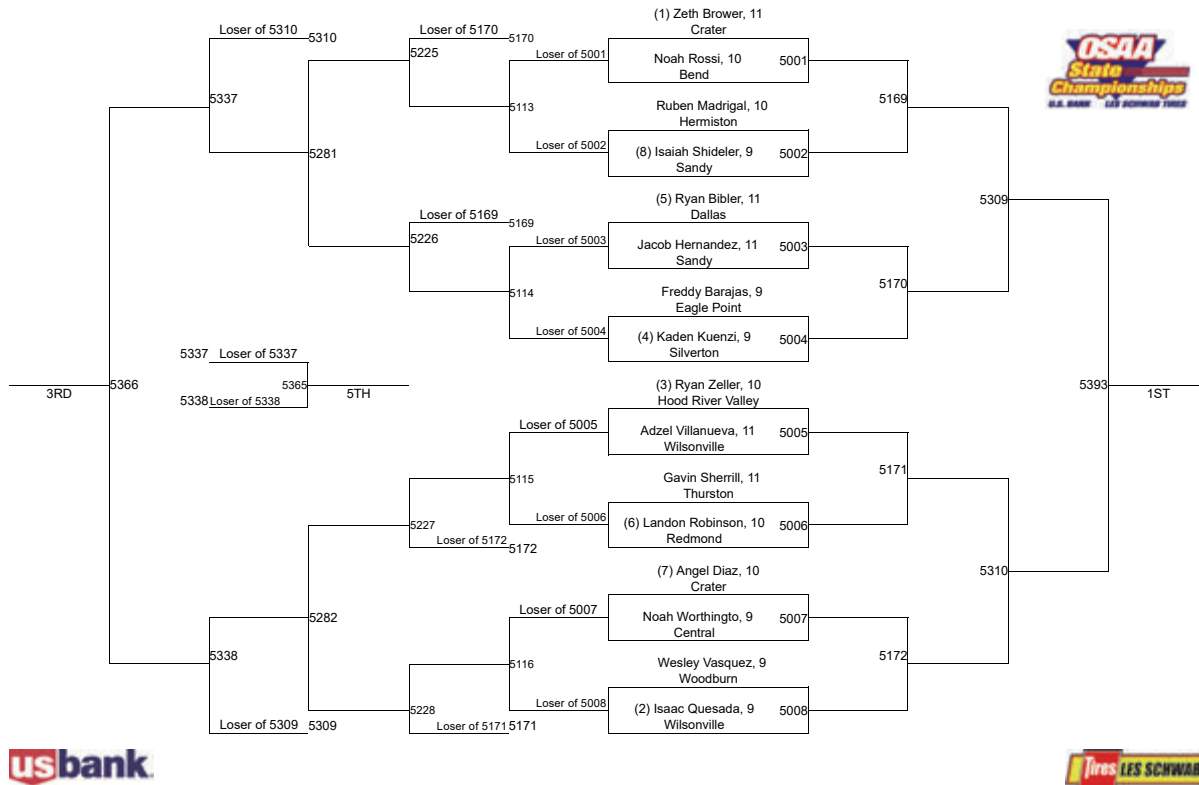 (1) Zeth Brower, 11
Crater
Loser of 5310
5310
Loser of 5170
5170
5225
Loser of 5001
Noah Rossi, 10
Bend
5001
OSAA
State
Championships
U.S. BANK LES SCHWAB TIRES
5337
5113
Ruben Madrigal, 10
Hermiston
5169
5281
Loser of 5002
(8) Isaiah Shideler, 9
Sandy
5002
(5) Ryan Bibler, 11
Dallas
5309
Loser of 5169
5169
5226
Loser of 5003
Jacob Hernandez, 11
Sandy
5003
5114
Freddy Barajas, 9
Eagle Point
5170
Loser of 5004
(4) Kaden Kuenzi, 9
Silverton
5004
5337
Loser of 5337
3RD
5366
5365
5TH
(3) Ryan Zeller, 10
Hood River Valley
5393
1ST
5338
Loser of 5338
Loser of 5005
Adzel Villanueva, 11
Wilsonville
5005
5115
Gavin Sherrill, 11
Thurston
5171
5227
Loser of 5006
(6) Landon Robinson, 10
Redmond
5006
Loser of 5172
5172
(7) Angel Diaz, 10
Crater
5310
5282
Loser of 5007
Noah Worthingto, 9
Central
5007
5338
5116
Wesley Vasquez, 9
Woodburn
5172
5228
Loser of 5008
(2) Isaac Quesada, 9
Wilsonville
5008
Loser of 5309
5309
Loser of 5171
5171
usbank
Tires LES SCHWAB